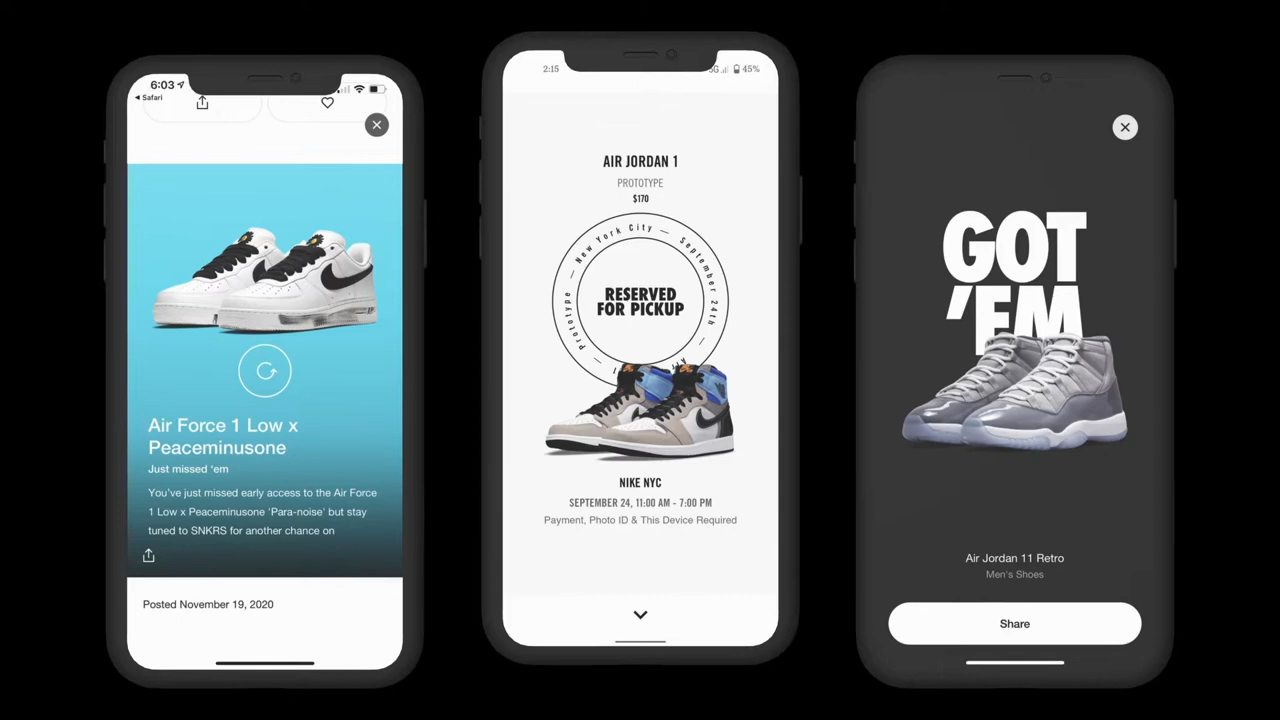 6:03
Safari
Air Force 1 Low x
Peaceminusone
Just missed 'em
You've just missed early access to the Air Force
1 Low x Peaceminusone 'Para-noise' but stay
tuned to SNKRS for another chance on
Posted November 19, 2020
2:15
5G
45%
AIR JORDAN 1
PROTOTYPE
$170
Prototype — New York City — September 24th —
RESERVED
FOR PICKUP
NIKE NYC
SEPTEMBER 24, 11:00 AM - 7:00 PM
Payment, Photo ID & This Device Required
GOT
'EM
Air Jordan 11 Retro
Men's Shoes
Share